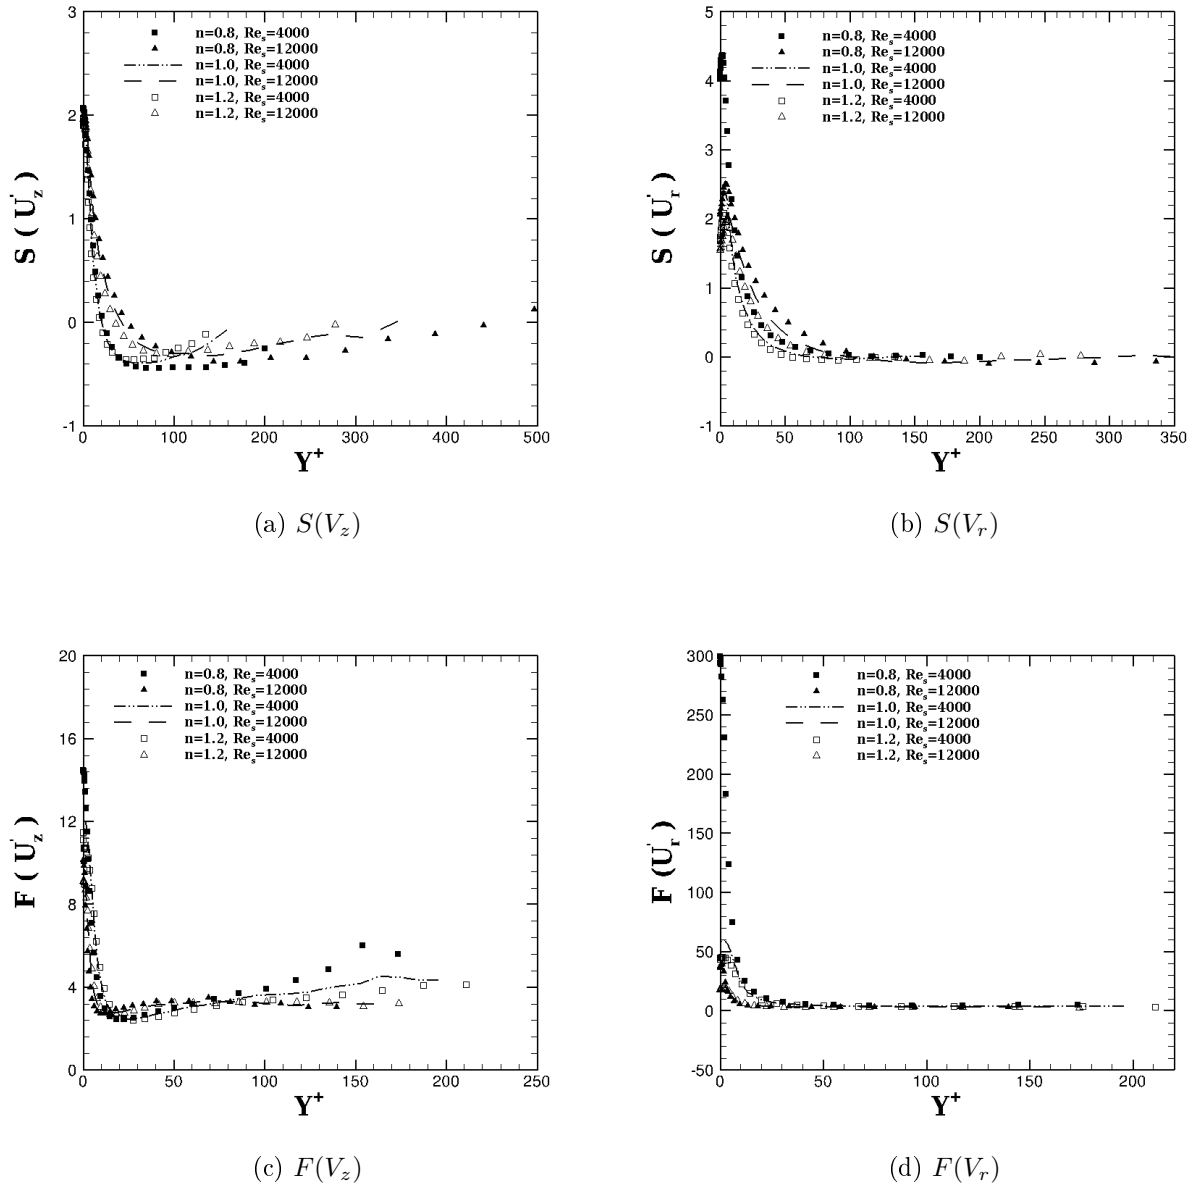 3
2
1
0
-1
0
100
200
300
400
500
S ( U'z )
Y+
n=0.8, Res=4000
n=0.8, Res=12000
n=1.0, Res=4000
n=1.0, Res=12000
n=1.2, Res=4000
n=1.2, Res=12000
(a) S(Vz)
5
4
3
2
1
0
-1
0
50
100
150
200
250
300
350
S ( U'r )
Y+
n=0.8, Res=4000
n=0.8, Res=12000
n=1.0, Res=4000
n=1.0, Res=12000
n=1.2, Res=4000
n=1.2, Res=12000
(b) S(Vr)
20
16
12
8
4
0
0
50
100
150
200
250
F ( U'z )
Y+
n=0.8, Res=4000
n=0.8, Res=12000
n=1.0, Res=4000
n=1.0, Res=12000
n=1.2, Res=4000
n=1.2, Res=12000
(c) F(Vz)
300
250
200
150
100
50
0
-50
0
50
100
150
200
F (U'r )
Y+
n=0.8, Res=4000
n=0.8, Res=12000
n=1.0, Res=4000
n=1.0, Res=12000
n=1.2, Res=4000
n=1.2, Res=12000
(d) F(Vr)